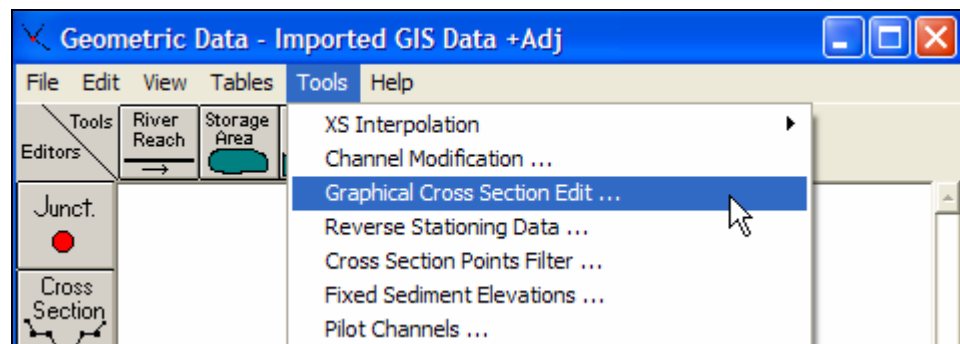 Geometric Data - Imported GIS Data +Adj
File Edit View Tables Tools Help
Tools
Editors
River
Reach
Storage
Area
XS Interpolation
Channel Modification ...
Graphical Cross Section Edit ...
Reverse Stationing Data ...
Cross Section Points Filter ...
Fixed Sediment Elevations ...
Pilot Channels ...
Junct.
Cross
Section